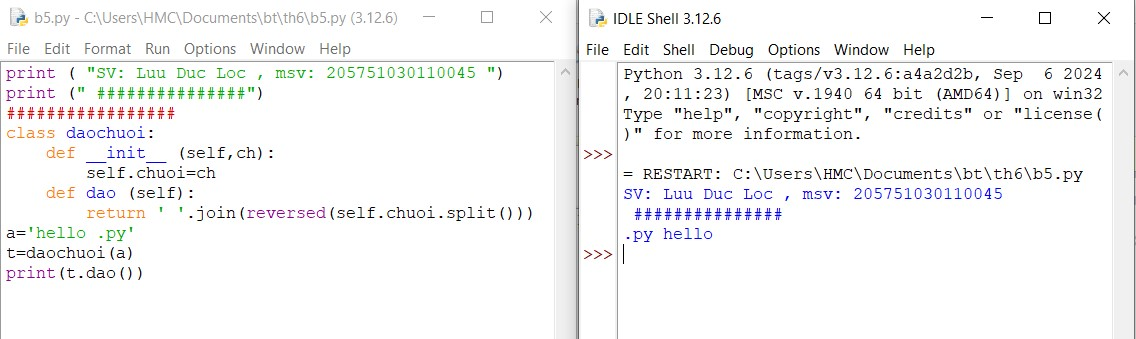 b5.py - C:\Users\HMC\Documents\bt\th6\b5.py (3.12.6)
File Edit Format Run Options Window Help
print ( "SV: Luu Duc Loc , msv: 205751030110045 ")
print (" ###############")
#################
class daochuoi:
    def __init__ (self,ch):
        self.chuoi=ch
    def dao (self):
        return ' '.join(reversed(self.chuoi.split()))
a='hello .py'
t=daochuoi(a)
print(t.dao())
IDLE Shell 3.12.6
File Edit Shell Debug Options Window Help
Python 3.12.6 (tags/v3.12.6:a4a2d2b, Sep  6 2024
, 20:11:23) [MSC v.1940 64 bit (AMD64)] on win32
Type "help", "copyright", "credits" or "license(
)" for more information.
>>>
= RESTART: C:\Users\HMC\Documents\bt\th6\b5.py
SV: Luu Duc Loc , msv: 205751030110045
 ###############
.py hello
>>>